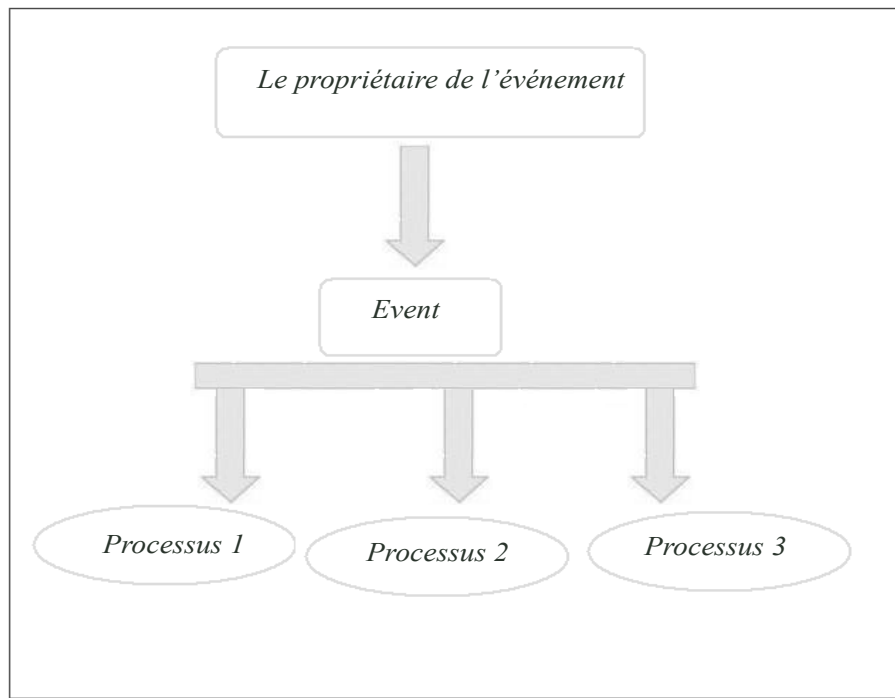 Le propriétaire de l’événement
Event
Processus 1
Processus 2
Processus 3